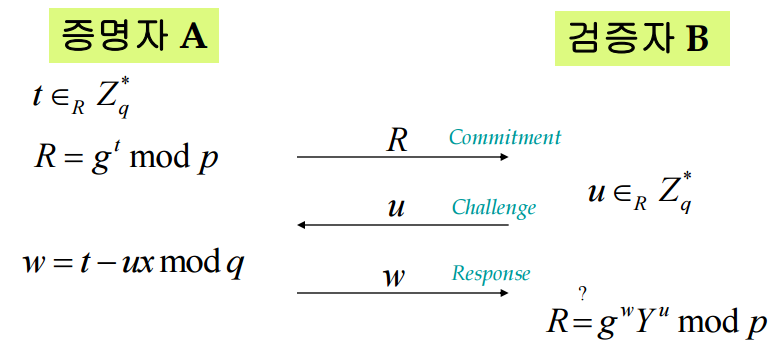 증명자 A
검증자 B
t ∈_R Z_q^*
R = g^t mod p
R Commitment
u Challenge
u ∈_R Z_q^*
w = t − ux mod q
w Response
R ≟ g^w Y^u mod p